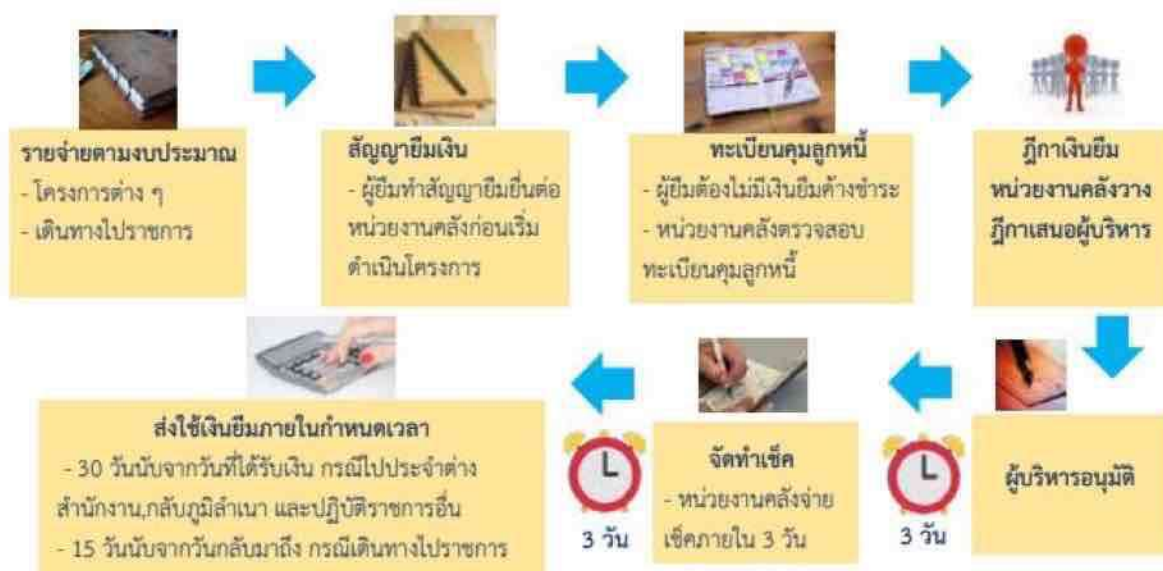 รายจ่ายตามงบประมาณ
- โครงการต่าง ๆ
- เดินทางไปราชการ
สัญญายืมเงิน
- ผู้ยืมทำสัญญายืมยื่นต่อ
หน่วยงานคลังก่อนเริ่ม
ดำเนินโครงการ
ทะเบียนคุมลูกหนี้
- ผู้ยืมต้องไม่มีเงินยืมค้างชำระ
- หน่วยงานคลังตรวจสอบ
ทะเบียนคุมลูกหนี้
ฎีกาเงินยืม
หน่วยงานคลังวาง
ฎีกาเสนอผู้บริหาร
ผู้บริหารอนุมัติ
3 วัน
จัดทำเช็ค
- หน่วยงานคลังจ่าย
เช็คภายใน 3 วัน
3 วัน
ส่งใช้เงินยืมภายในกำหนดเวลา
- 30 วันนับจากวันที่ได้รับเงิน กรณีไปประจำต่าง
สำนักงาน,กลับภูมิลำเนา และปฏิบัติราชการอื่น
- 15 วันนับจากวันกลับมาถึง กรณีเดินทางไปราชการ